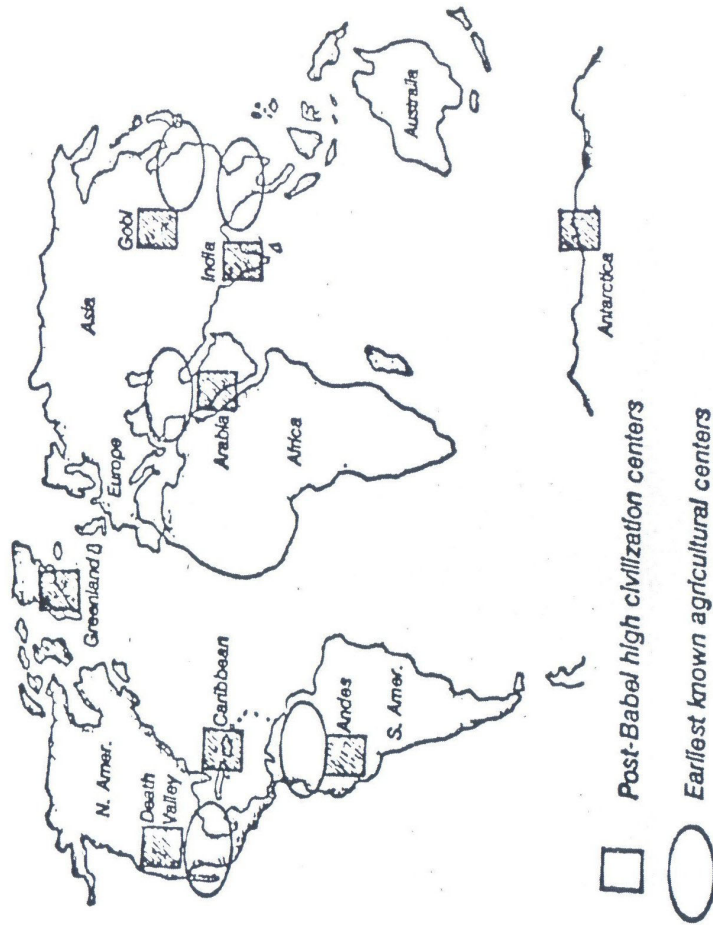 N. Amer.
Death
Valley
Caribbean
Andes
S. Amer.
Greenland
Europe
Asia
Africa
Arabia
India
Gobi
Australia
Antarctica
Post-Babel high civilization centers
Earliest known agricultural centers